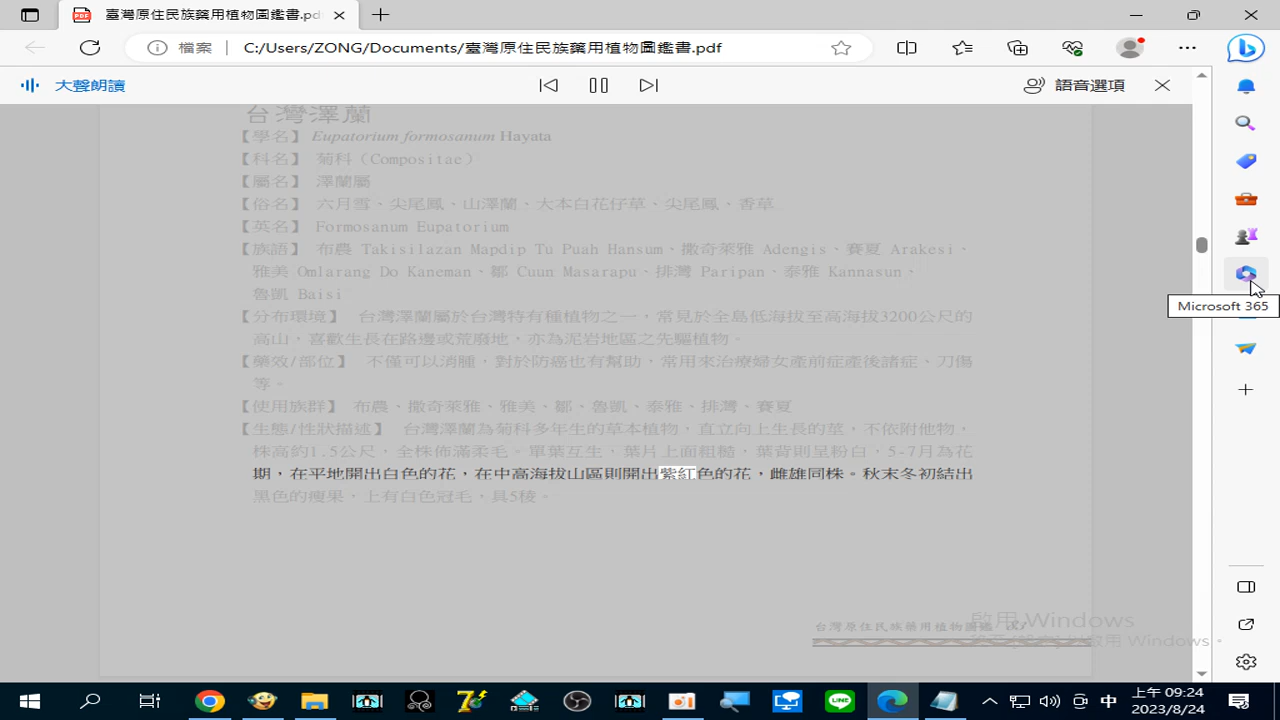 臺灣原住民族藥用植物圖鑑書.pd
檔案
C:/Users/ZONG/Documents/臺灣原住民族藥用植物圖鑑書.pdf
大聲朗讀
語音選項
台灣澤蘭
【學名】 Eupatorium formosanum Hayata
【科名】 菊科（Compositae）
【屬名】 澤蘭屬
【俗名】 六月雪、尖尾鳳、山澤蘭、大本白花仔草、尖尾鳳、香草
【英名】 Formosanum Eupatorium
【族語】 布農 Takisilazan Mapdip Tu Puah Hansum、撒奇萊雅 Adengis、賽夏 Arakesi、
雅美 Omlarang Do Kaneman、鄒 Cuun Masarapu、排灣 Paripan、泰雅 Kannasun、
魯凱 Baisi
【分布環境】 台灣澤蘭屬於台灣特有種植物之一，常見於全島低海拔至高海拔3200公尺的
高山，喜歡生長在路邊或荒廢地，亦為泥岩地區之先驅植物。
【藥效/部位】 不僅可以消腫，對於防癌也有幫助，常用來治療婦女產前症產後諸症、刀傷
等。
【使用族群】 布農、撒奇萊雅、雅美、鄒、魯凱、泰雅、排灣、賽夏
【生態/性狀描述】 台灣澤蘭為菊科多年生的草本植物，直立向上生長的莖，不依附他物，
株高約1.5公尺，全株佈滿柔毛。單葉互生，葉片上面粗糙，葉背則呈粉白，5-7月為花
期，在平地開出白色的花，在中高海拔山區則開出紫紅色的花，雌雄同株。秋末冬初結出
黑色的瘦果，上有白色冠毛，具5稜。
Microsoft 365
啟用 Windows
台灣原住民族藥用植物圖鑑
啟用 Windows。
LINE
中
上午 09:24
2023/8/24